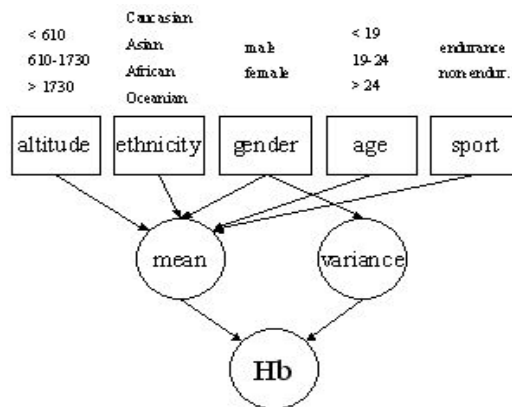 < 610
610-1730
> 1730
Caucasian
Asian
African
Oceanian
male
female
< 19
19-24
> 24
endurance
non endur.
altitude
ethnicity
gender
age
sport
mean
variance
Hb